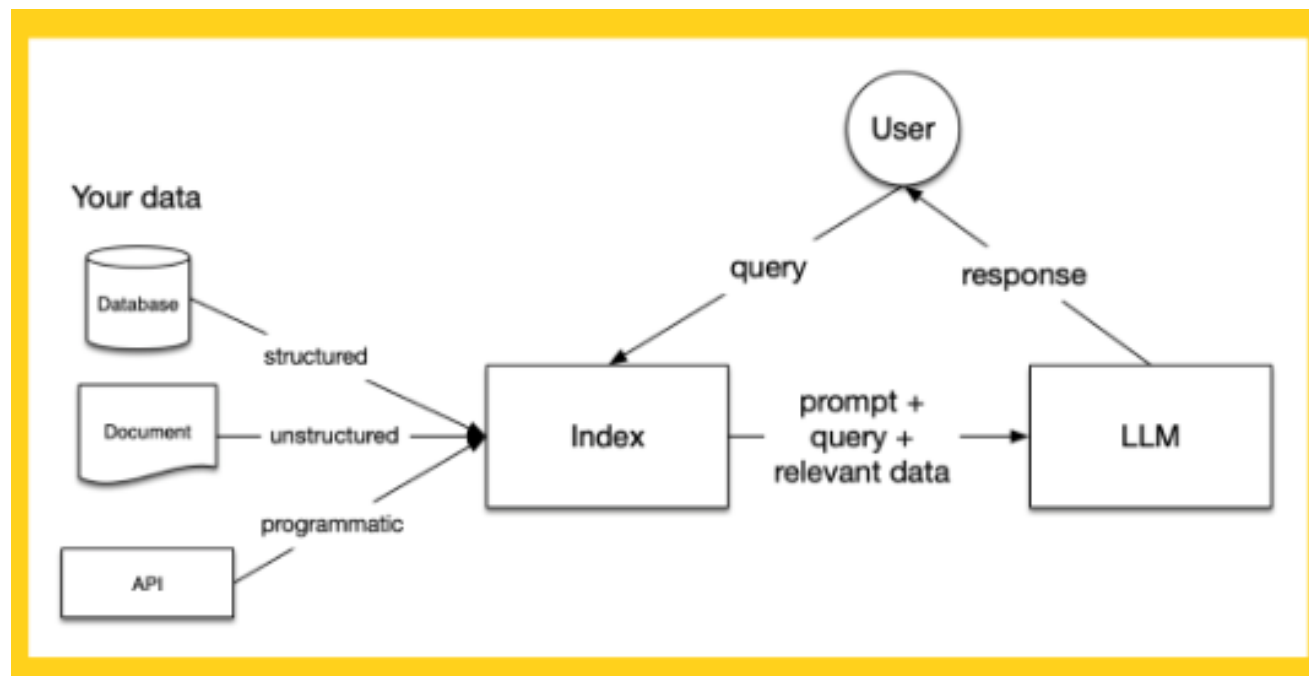 User
Your data
query
response
Database
structured
Document
unstructured
Index
prompt +
query +
relevant data
LLM
programmatic
API